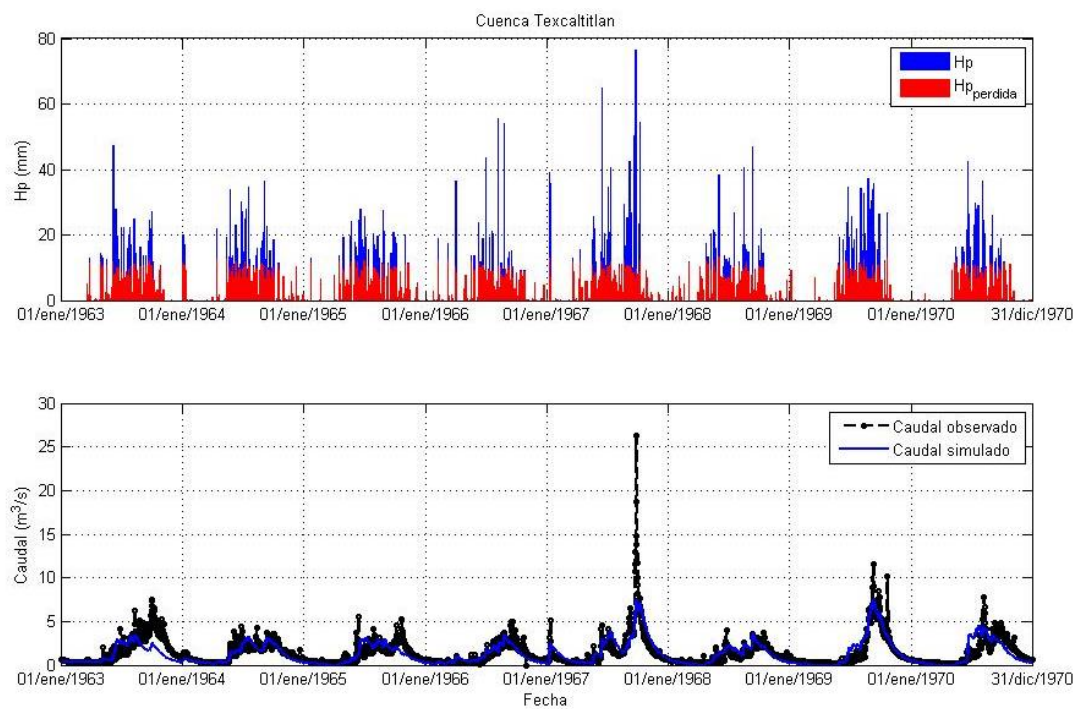 Cuenca Texcaltitlan
80
60
40
20
0
Hp (mm)
Hp
Hp perdida
01/ene/1963 01/ene/1964 01/ene/1965 01/ene/1966 01/ene/1967 01/ene/1968 01/ene/1969 01/ene/1970 31/dic/1970
30
25
20
15
10
5
0
Caudal (m³/s)
Caudal observado
Caudal simulado
01/ene/1963 01/ene/1964 01/ene/1965 01/ene/1966 01/ene/1967 01/ene/1968 01/ene/1969 01/ene/1970 31/dic/1970
Fecha